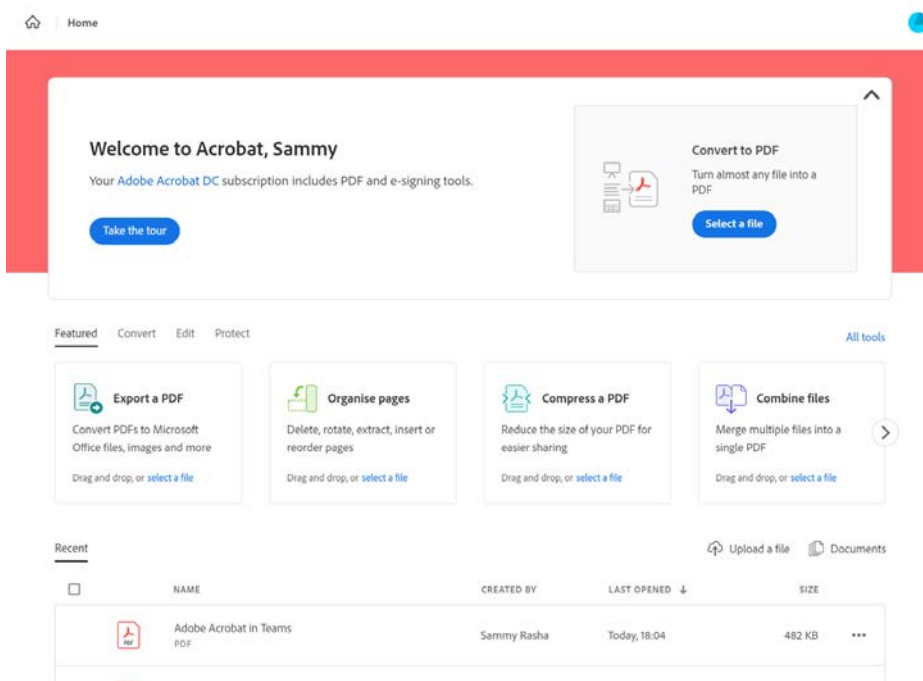 Home
Welcome to Acrobat, Sammy
Your Adobe Acrobat DC subscription includes PDF and e-signing tools.
Take the tour
Convert to PDF
Turn almost any file into a
PDF
Select a file
Featured Convert Edit Protect
All tools
Export a PDF
Convert PDFs to Microsoft
Office files, images and more
Drag and drop, or select a file
Organise pages
Delete, rotate, extract, insert or
reorder pages
Drag and drop, or select a file
Compress a PDF
Reduce the size of your PDF for
easier sharing
Drag and drop, or select a file
Combine files
Merge multiple files into a
single PDF
Drag and drop, or select a file
Recent
Upload a file Documents
NAME CREATED BY LAST OPENED SIZE
PDF
Adobe Acrobat in Teams
PDF
Sammy Rasha Today, 18:04 482 KB